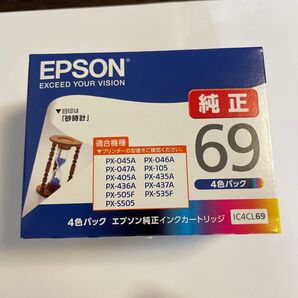 EPSON
EXCEED YOUR VISION
▼目印は
「砂時計」
純正
69
4色パック
適合機種
▼プリンターの型番をご確認ください。
PX-045A PX-046A
PX-047A PX-105
PX-405A PX-435A
PX-436A PX-437A
PX-505F PX-535F
PX-S505
4色パック エプソン純正インクカートリッジ IC4CL69